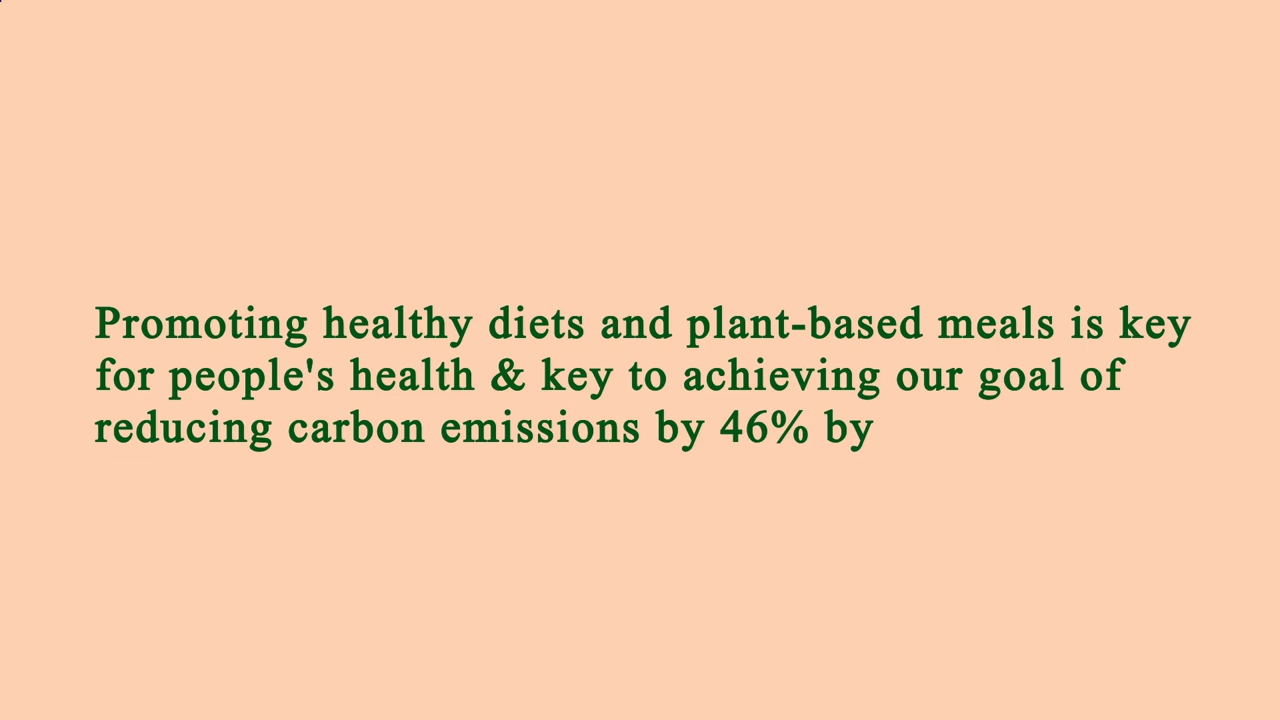 Promoting healthy diets and plant-based meals is key
for people's health & key to achieving our goal of
reducing carbon emissions by 46% by